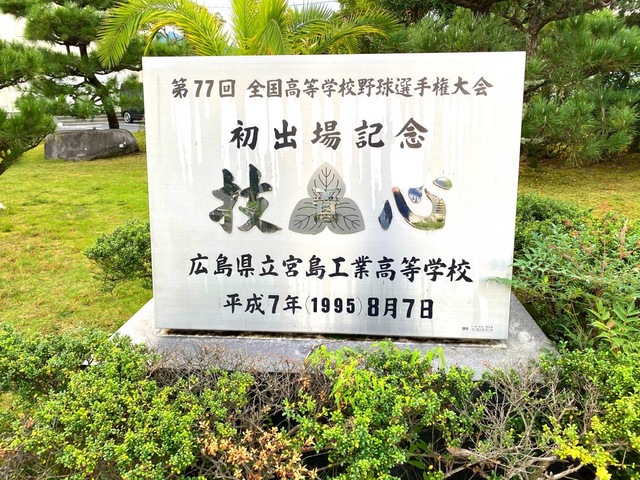 第77回 全国高等学校野球選手権大会
初出場記念
技 心
広島県立宮島工業高等学校
平成7年(1995)8月7日